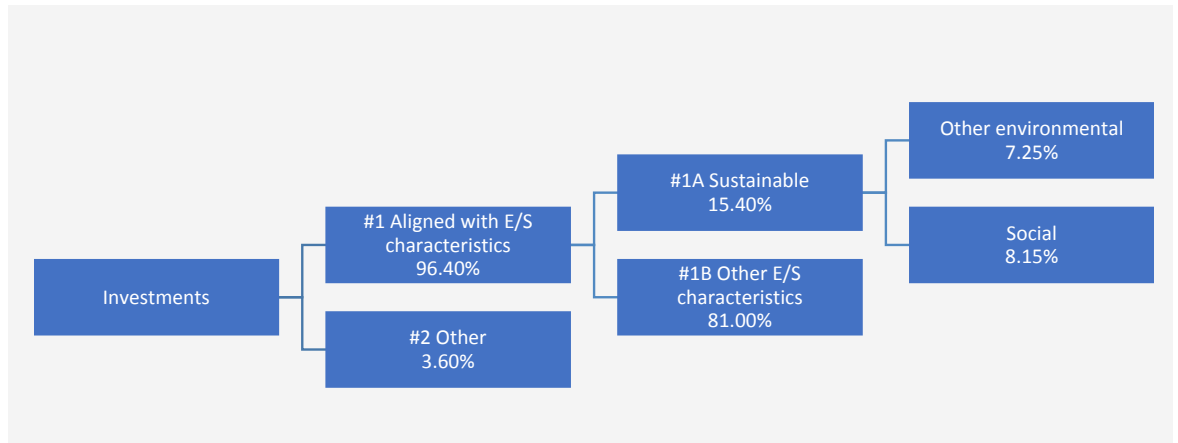 Investments
#1 Aligned with E/S
characteristics
96.40%
#2 Other
3.60%
#1A Sustainable
15.40%
#1B Other E/S
characteristics
81.00%
Other environmental
7.25%
Social
8.15%